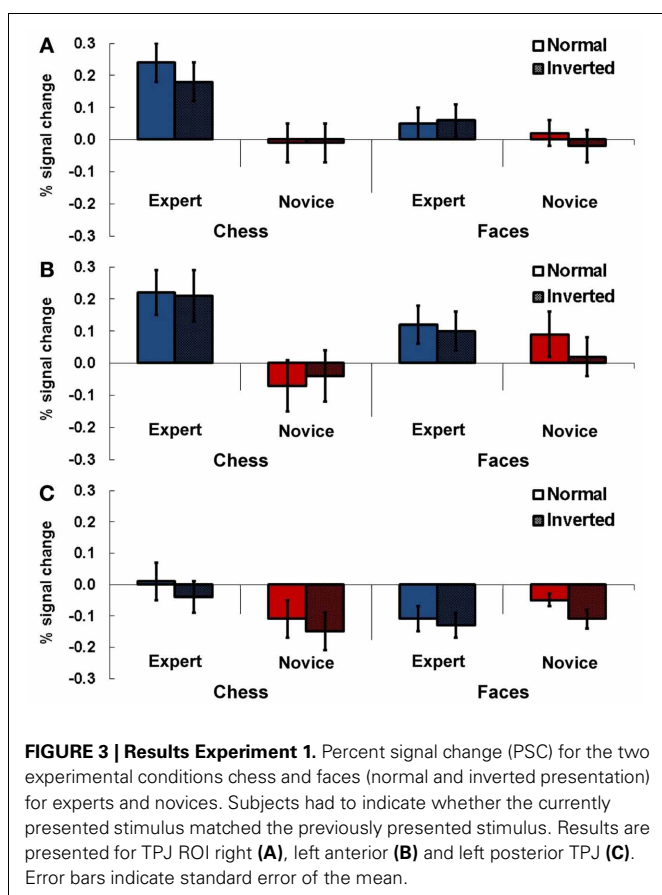 A
0.3
0.2
0.1
0.0
-0.1
-0.2
-0.3
% signal change
Normal
Inverted
Expert Novice Expert Novice
Chess Faces
B
0.3
0.2
0.1
0.0
-0.1
-0.2
-0.3
% signal change
Normal
Inverted
Expert Novice Expert Novice
Chess Faces
C
0.3
0.2
0.1
0.0
-0.1
-0.2
-0.3
% signal change
Normal
Inverted
Expert Novice Expert Novice
Chess Faces
FIGURE 3 | Results Experiment 1. Percent signal change (PSC) for the two
experimental conditions chess and faces (normal and inverted presentation)
for experts and novices. Subjects had to indicate whether the currently
presented stimulus matched the previously presented stimulus. Results are
presented for TPJ ROI right (A), left anterior (B) and left posterior TPJ (C).
Error bars indicate standard error of the mean.